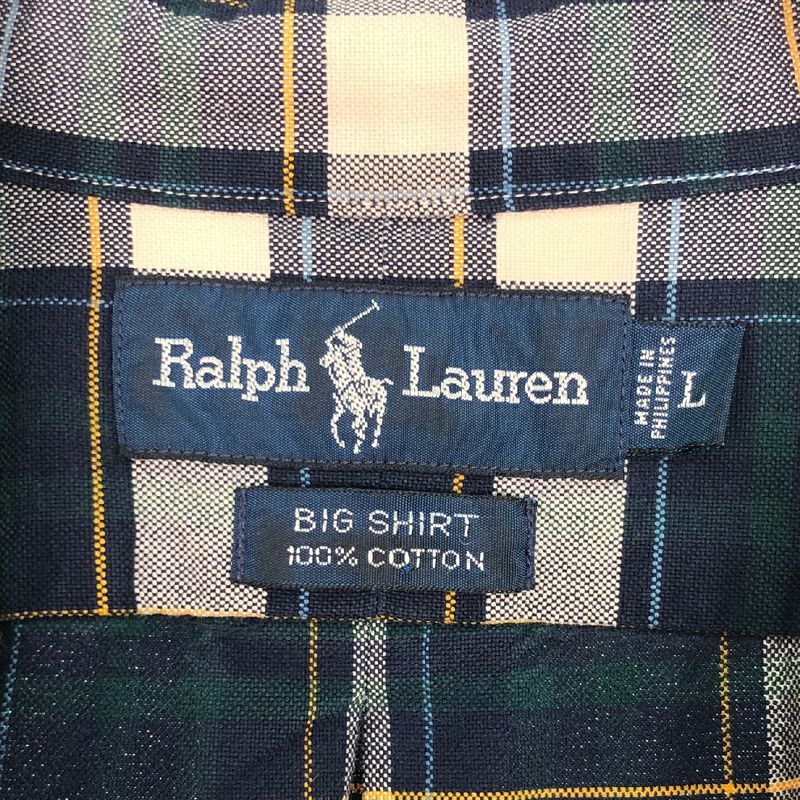 Ralph Lauren
MADE IN
PHILIPPINES
L
BIG SHIRT
100% COTTON